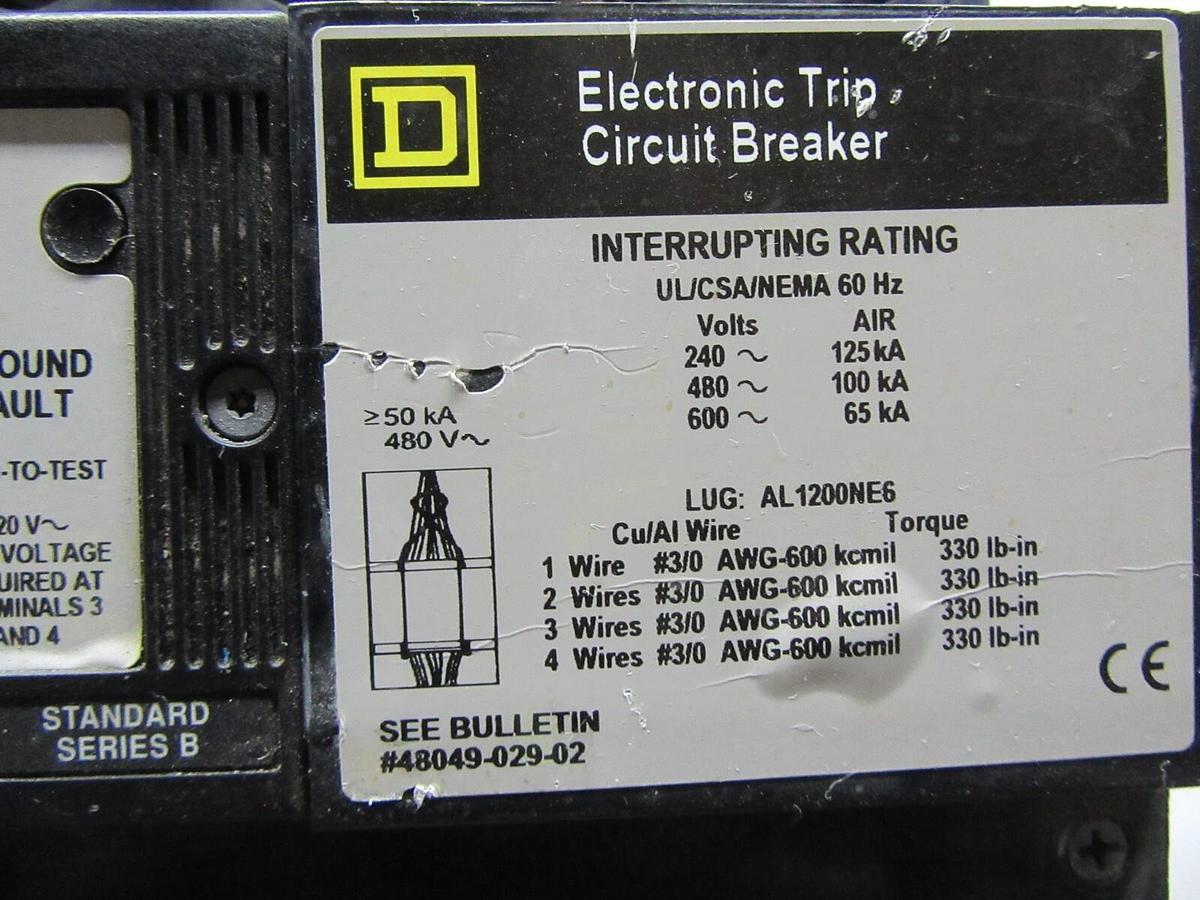 OUND
AULT
-TO-TEST
20 V~
VOLTAGE
UIRED AT
MINALS 3
AND 4
STANDARD
SERIES B
D
Electronic Trip
Circuit Breaker
INTERRUPTING RATING
UL/CSA/NEMA 60 Hz
Volts AIR
240 ~ 125 kA
480 ~ 100 kA
600 ~ 65 kA
≥50 kA
480 V~
LUG: AL1200NE6
Cu/Al Wire Torque
1 Wire #3/0 AWG-600 kcmil 330 lb-in
2 Wires #3/0 AWG-600 kcmil 330 lb-in
3 Wires #3/0 AWG-600 kcmil 330 lb-in
4 Wires #3/0 AWG-600 kcmil 330 lb-in
CE
SEE BULLETIN
#48049-029-02